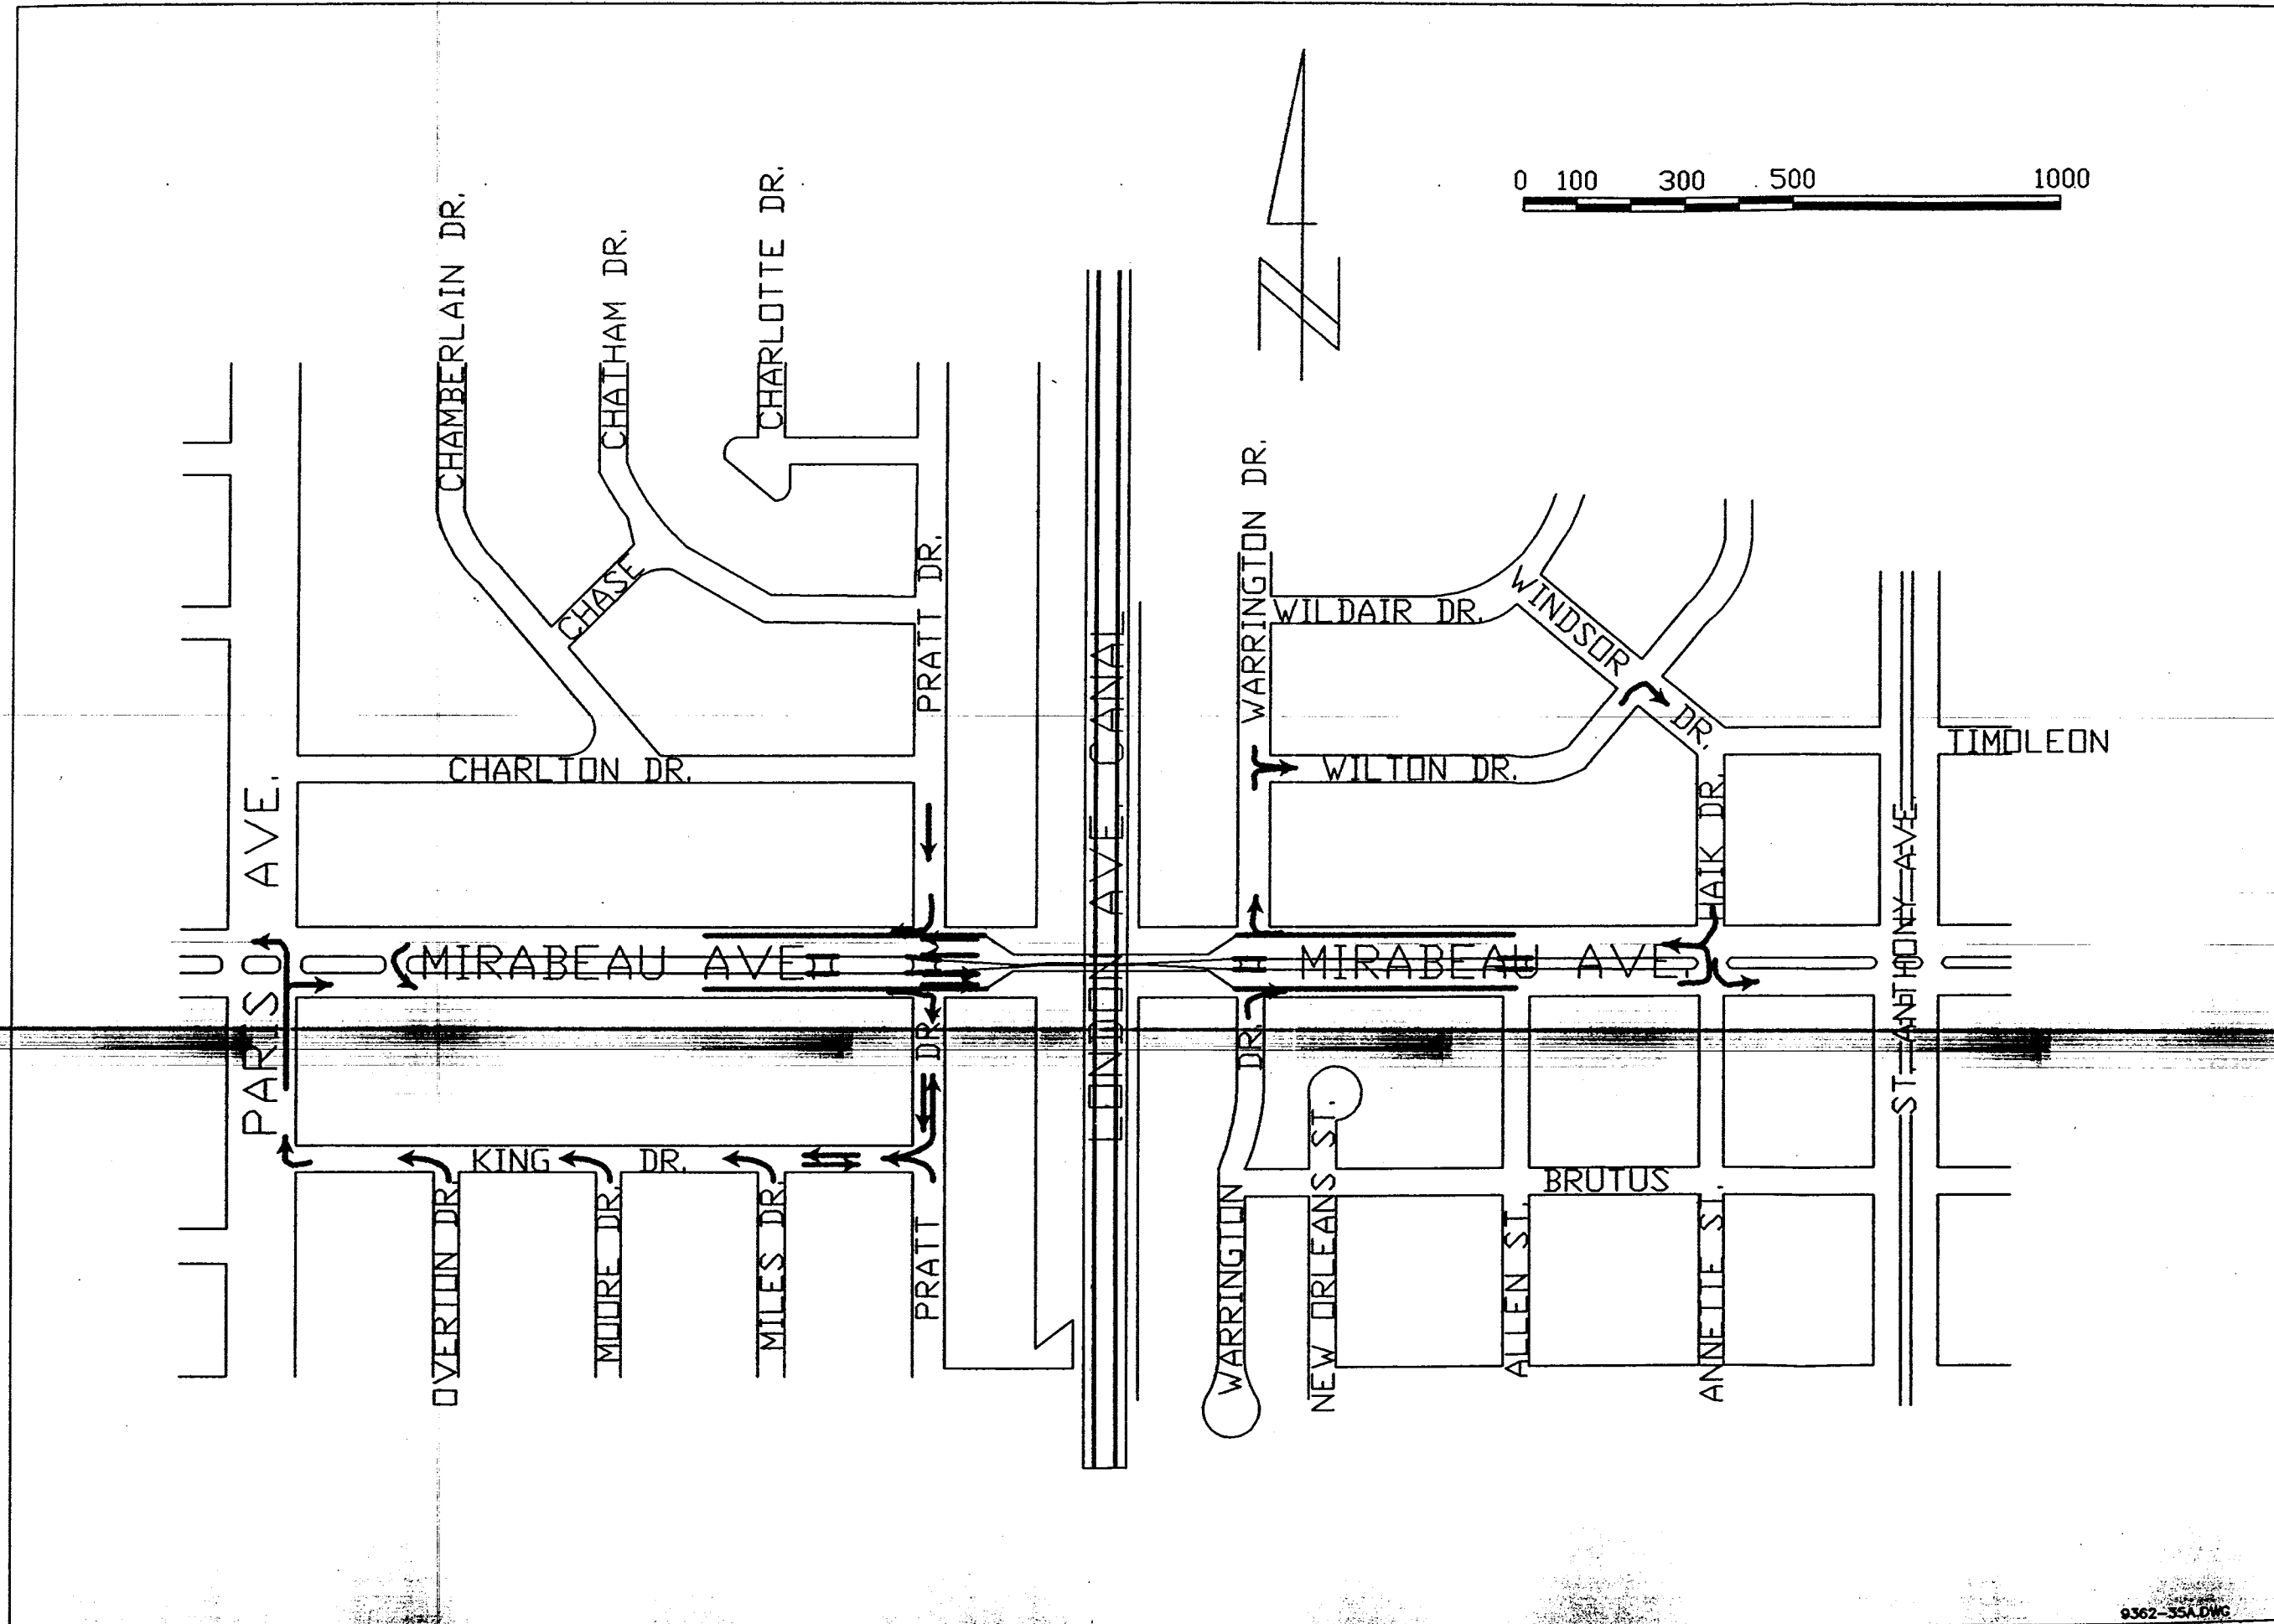 0 100 300 500 1000
CHAMBERLAIN DR.
CHATHAM DR.
CHARLOTTE DR.
N
CHASE
PRATT DR.
WARRINGTON DR.
WILDAIR DR.
WINDSOR DR.
TIMOLEON
CHARLTON DR.
WILTON DR.
PARIS AVE.
LONDON AVE. CANAL
HAIK DR.
ST. ANTHONY AVE.
MIRABEAU AVE.
MIRABEAU AVE.
KING DR.
PRATT DR.
WARRINGTON DR.
BRUTUS
OVERTON DR.
MOORE DR.
MILES DR.
NEW ORLEANS ST.
ALLEN ST.
ANNETTE ST.
9362-35A.DWG